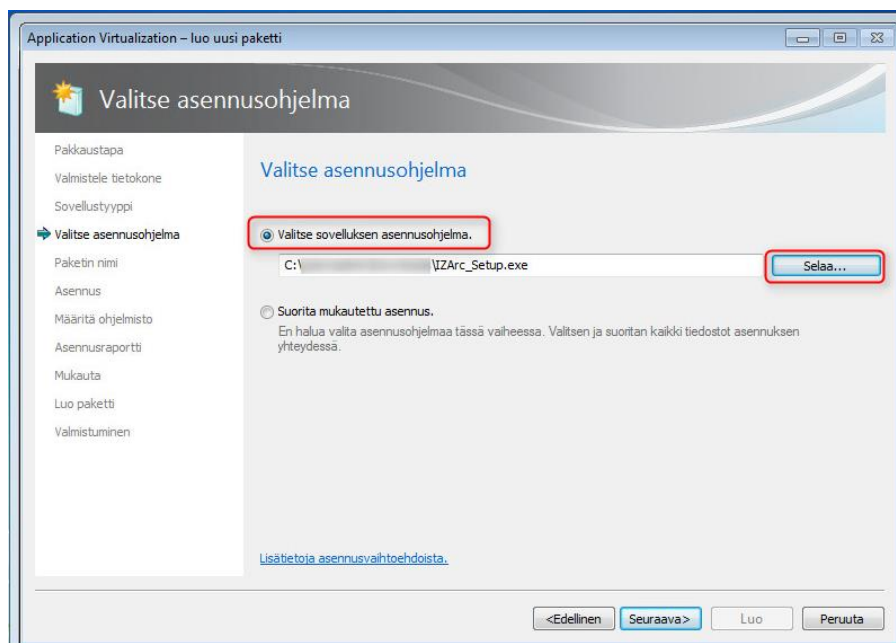 Application Virtualization – luo uusi paketti
Valitse asennusohjelma
Pakkaustapa
Valmistele tietokone
Sovellustyyppi
Valitse asennusohjelma
Paketin nimi
Asennus
Määritä ohjelmisto
Asennusraportti
Mukauta
Luo paketti
Valmistuminen
Valitse asennusohjelma
Valitse sovelluksen asennusohjelma.
C:\ \IZArc_Setup.exe
Selaa...
Suorita mukautettu asennus.
En halua valita asennusohjelmaa tässä vaiheessa. Valitsen ja suoritan kaikki tiedostot asennuksen
yhteydessä.
Lisätietoja asennusvaihtoehdoista.
<Edellinen
Seuraava>
Luo
Peruuta